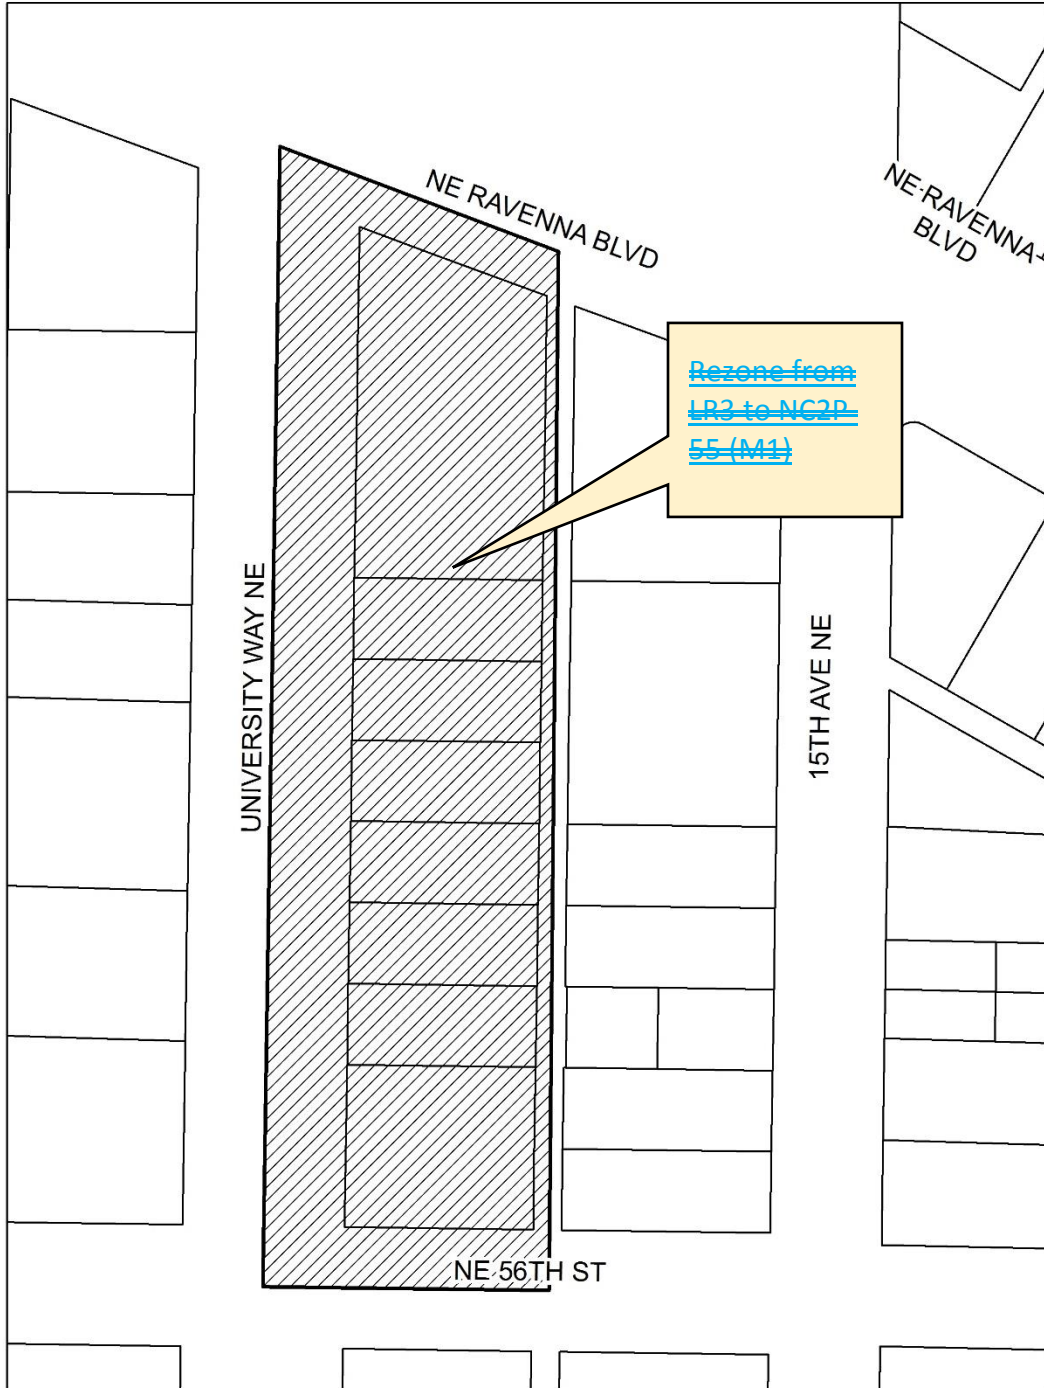 NE RAVENNA BLVD
NE RAVENNA
BLVD
Rezone from
LR3 to NC2P-
55 (M1)
UNIVERSITY WAY NE
15TH AVE NE
NE 56TH ST